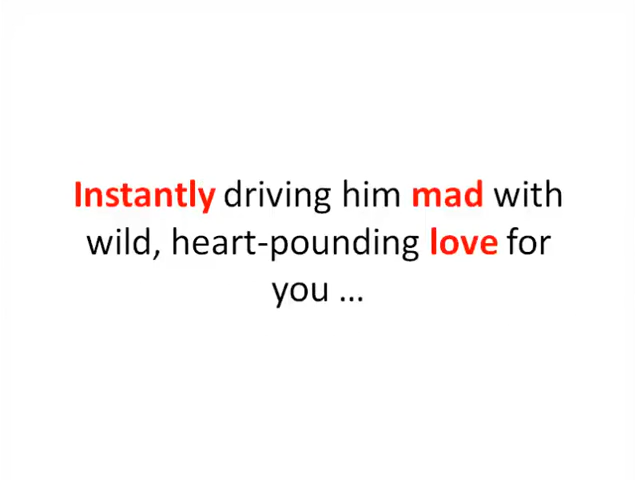 Instantly driving him mad with
wild, heart-pounding love for
you ...